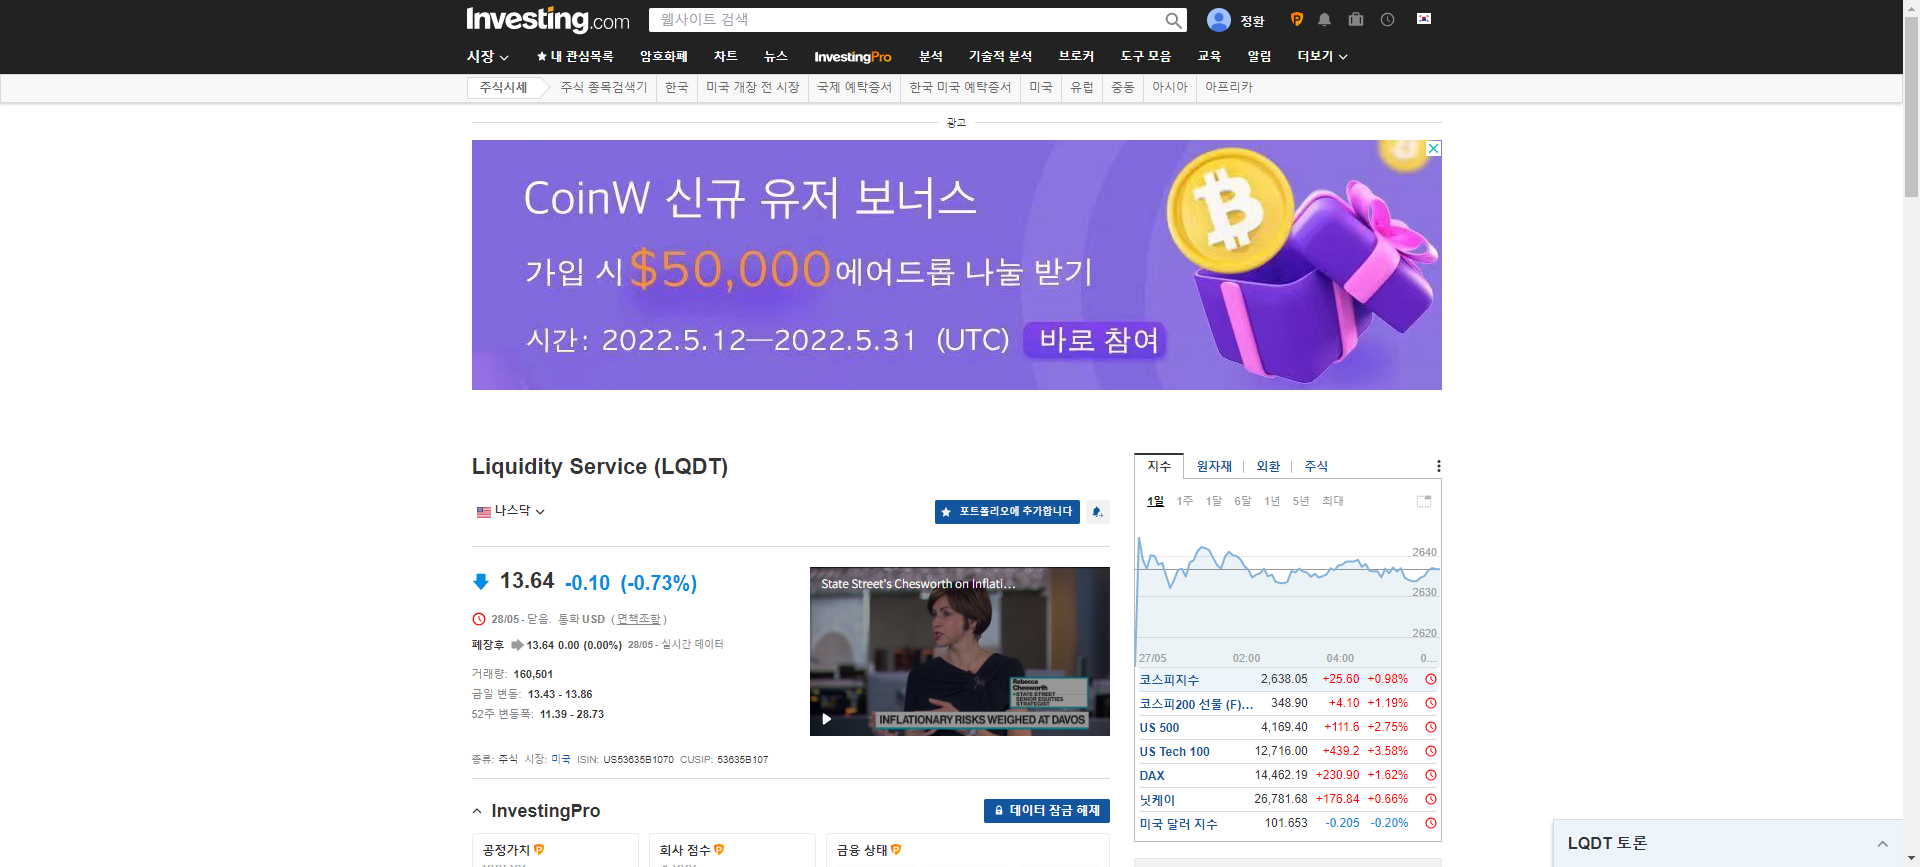 Investing.com
웹사이트 검색
정환
시장
내 관심목록
암호화폐
차트
뉴스
InvestingPro
분석
기술적 분석
브로커
도구 모음
교육
알림
더보기
주식시세
주식 종목검색기
한국
미국 개장 전 시장
국제 예탁증서
한국 미국 예탁증서
미국
유럽
중동
아시아
아프리카
광고
CoinW 신규 유저 보너스
가입 시 $50,000에어드롭 나눌 받기
시간: 2022.5.12—2022.5.31 (UTC) 바로 참여
Liquidity Service (LQDT)
나스닥
포트폴리오에 추가합니다
13.64 -0.10 (-0.73%)
28/05 - 닫음. 통화 USD ( 면책조항 )
폐장후 13.64 0.00 (0.00%) 28/05 - 실시간 데이터
거래량: 160,501
금일 변동: 13.43 - 13.86
52주 변동폭: 11.39 - 28.73
State Street's Chesworth on Inflati...
Rebecca
Chesworth
STATE STREET
SENIOR EQUITIES
STRATEGIST
INFLATIONARY RISKS WEIGHED AT DAVOS
종류: 주식 시장: 미국 ISIN: US53635B1070 CUSIP: 53635B107
InvestingPro
데이터 잠금 해제
공정가치
회사 점수
금융 상태
지수
원자재
외환
주식
1일 1주 1달 6달 1년 5년 최대
2640
2630
2620
27/05 02:00 04:00 0...
코스피지수 2,638.05 +25.60 +0.98%
코스피200 선물 (F)... 348.90 +4.10 +1.19%
US 500 4,169.40 +111.6 +2.75%
US Tech 100 12,716.00 +439.2 +3.58%
DAX 14,462.19 +230.90 +1.62%
닛케이 26,781.68 +176.84 +0.66%
미국 달러 지수 101.653 -0.205 -0.20%
LQDT 토론